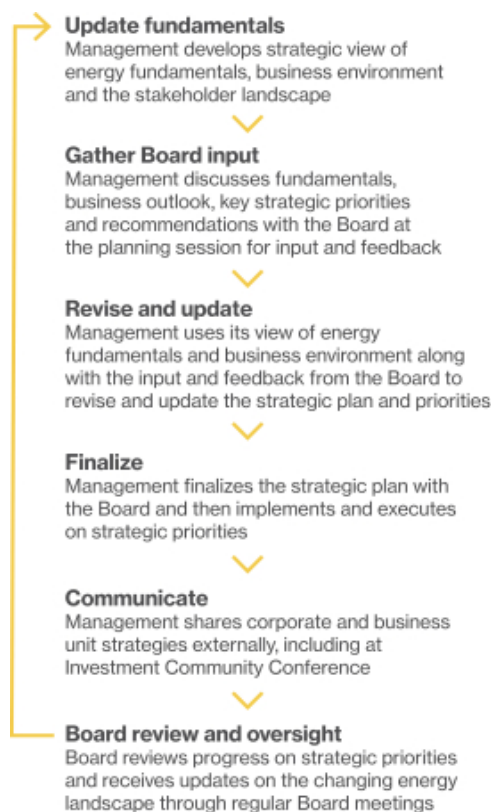 Update fundamentals
Management develops strategic view of
energy fundamentals, business environment
and the stakeholder landscape
Gather Board input
Management discusses fundamentals,
business outlook, key strategic priorities
and recommendations with the Board at
the planning session for input and feedback
Revise and update
Management uses its view of energy
fundamentals and business environment along
with the input and feedback from the Board to
revise and update the strategic plan and priorities
Finalize
Management finalizes the strategic plan with
the Board and then implements and executes
on strategic priorities
Communicate
Management shares corporate and business
unit strategies externally, including at
Investment Community Conference
Board review and oversight
Board reviews progress on strategic priorities
and receives updates on the changing energy
landscape through regular Board meetings